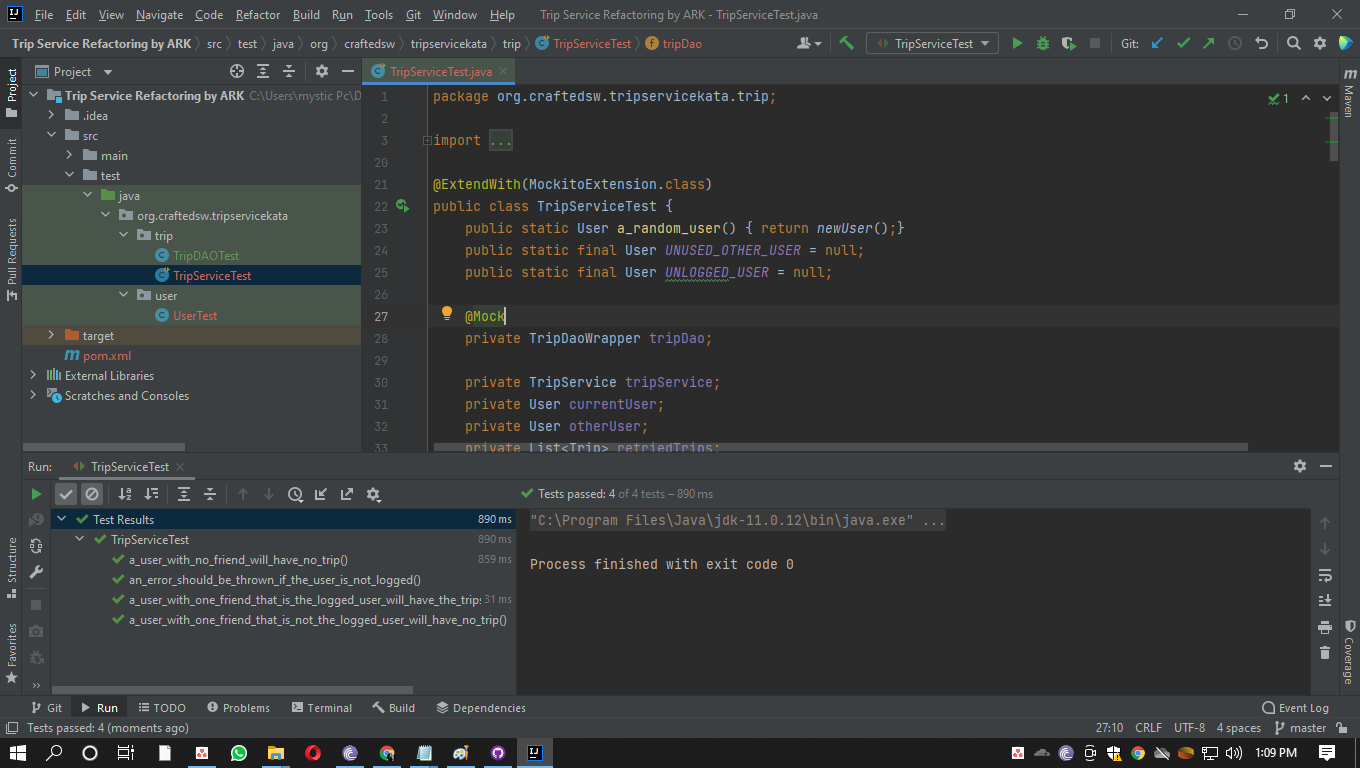 File Edit View Navigate Code Refactor Build Run Tools Git Window Help Trip Service Refactoring by ARK - TripServiceTest.java
Trip Service Refactoring by ARK src test java org craftedsw tripservicekata trip TripServiceTest tripDao TripServiceTest Git:
Project
TripServiceTest.java
Trip Service Refactoring by ARK C:\Users\mystic Pc\D
.idea
src
main
test
java
org.craftedsw.tripservicekata
trip
TripDAOTest
TripServiceTest
user
UserTest
target
pom.xml
External Libraries
Scratches and Consoles
Project
Commit
Pull Requests
Structure
Favorites
1 package org.craftedsw.tripservicekata.trip;
2
3 import ...
20
21 @ExtendWith(MockitoExtension.class)
22 public class TripServiceTest {
23 public static User a_random_user() { return newUser();}
24 public static final User UNUSED_OTHER_USER = null;
25 public static final User UNLOGGED_USER = null;
26
27 @Mock
28 private TripDaoWrapper tripDao;
29
30 private TripService tripService;
31 private User currentUser;
32 private User otherUser;
33 private List<Trip> retriedTrips;
1
Maven
Coverage
Run: TripServiceTest
Tests passed: 4 of 4 tests – 890 ms
Test Results 890 ms
TripServiceTest 890 ms
a_user_with_no_friend_will_have_no_trip() 859 ms
an_error_should_be_thrown_if_the_user_is_not_logged()
a_user_with_one_friend_that_is_the_logged_user_will_have_the_trips 31 ms
a_user_with_one_friend_that_is_not_the_logged_user_will_have_no_trip()
"C:\Program Files\Java\jdk-11.0.12\bin\java.exe" ...
Process finished with exit code 0
Git Run TODO Problems Terminal Build Dependencies Event Log
Tests passed: 4 (moments ago) 27:10 CRLF UTF-8 4 spaces master
1:09 PM